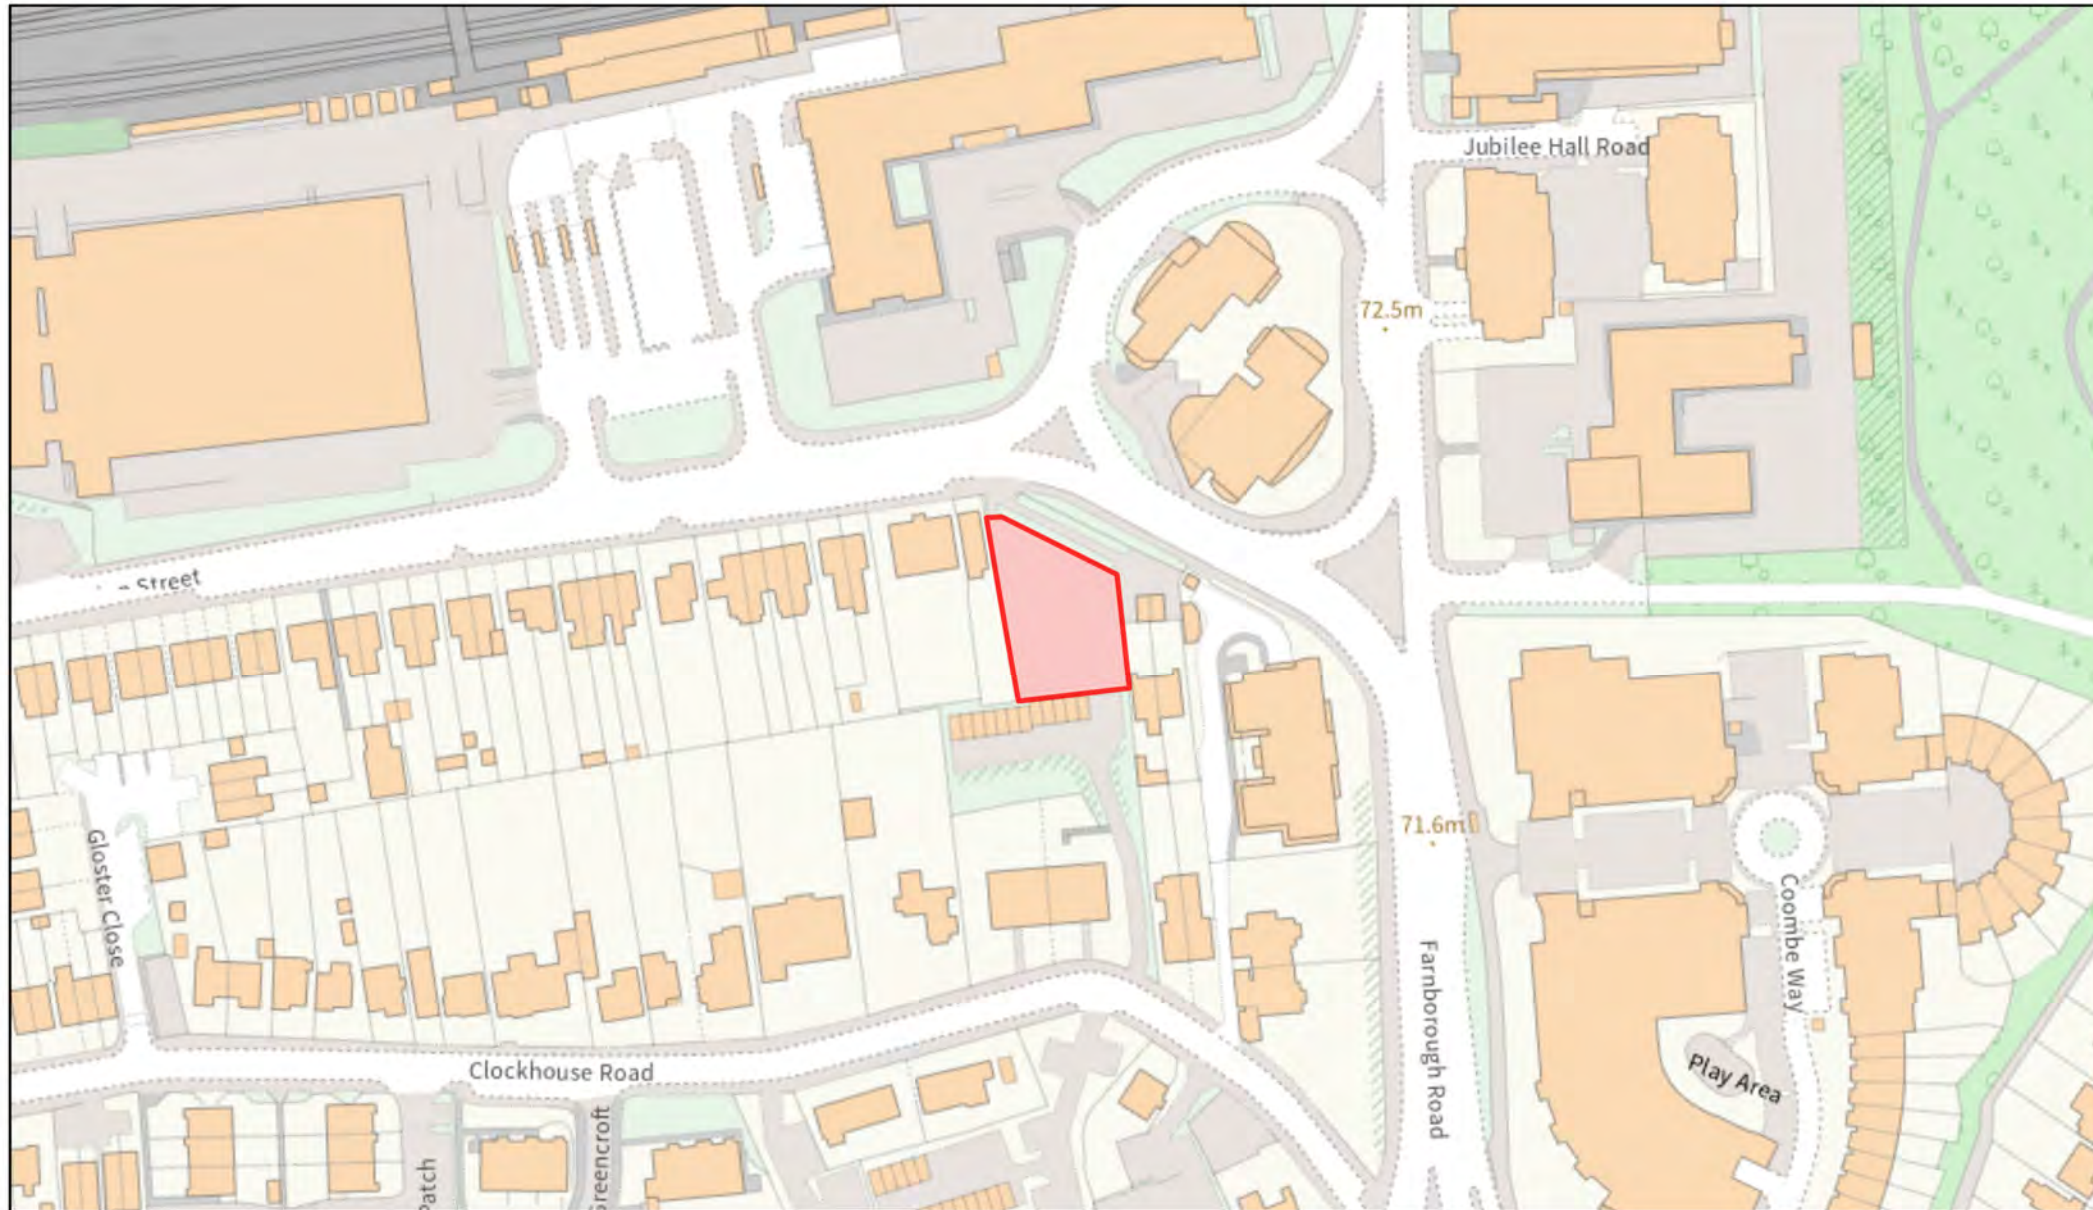 Jubilee Hall Road
72.5m
Street
71.6m
Gloster Close
Coombe Way
Farnborough Road
Play Area
Clockhouse Road
Greencroft
Patch